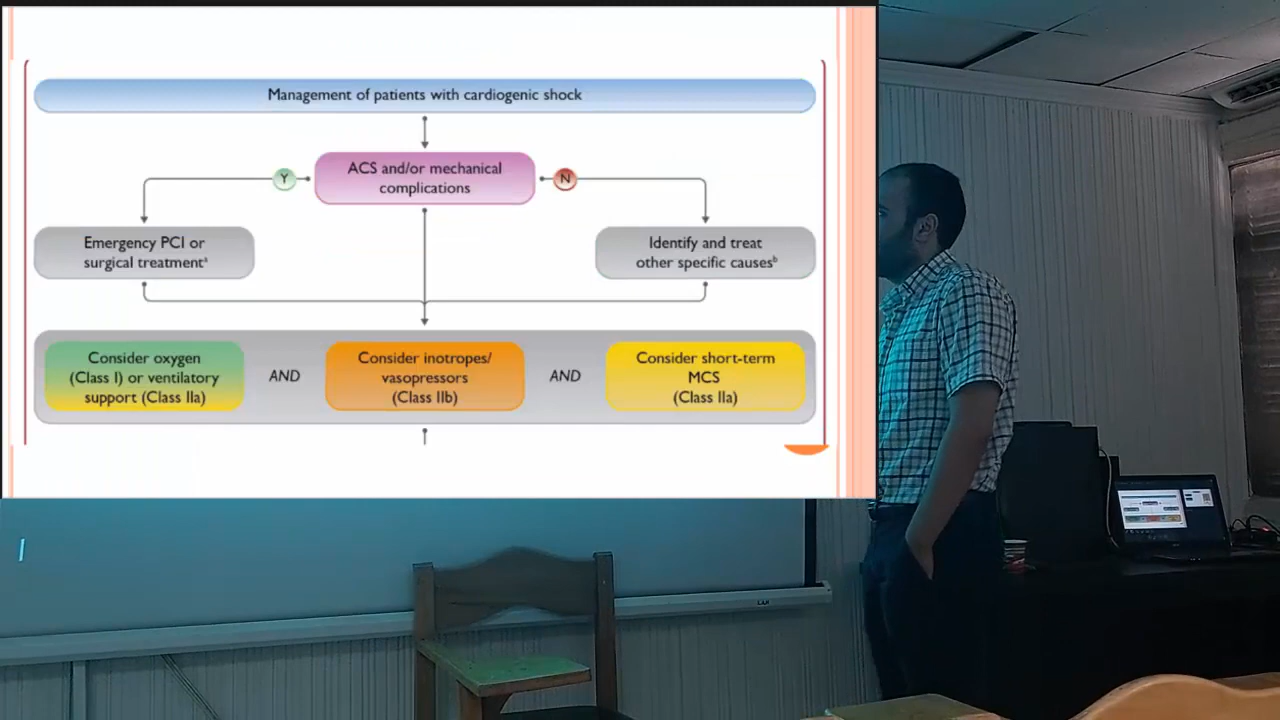 Management of patients with cardiogenic shock
ACS and/or mechanical
complications
Y
N
Emergency PCI or
surgical treatmentᵃ
Identify and treat
other specific causesᵇ
Consider oxygen
(Class I) or ventilatory
support (Class IIa)
AND
Consider inotropes/
vasopressors
(Class IIb)
AND
Consider short-term
MCS
(Class IIa)